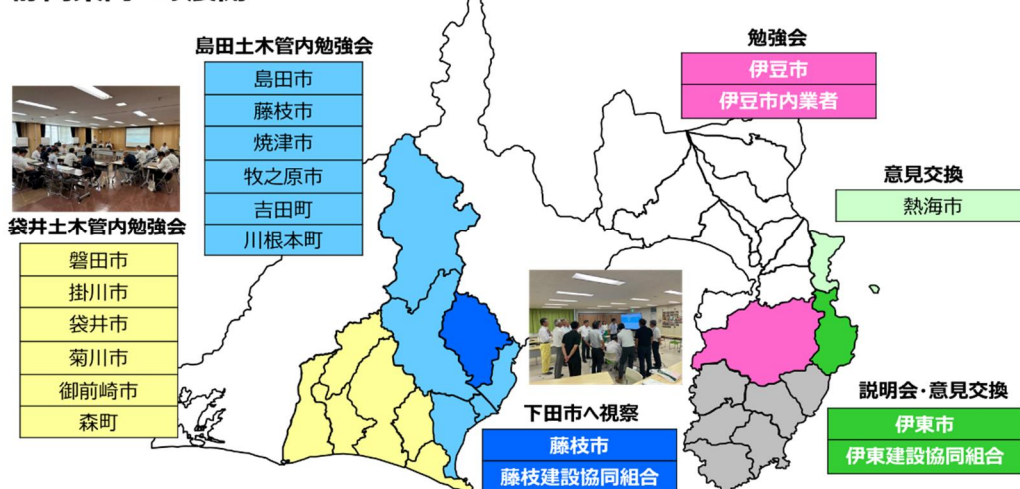 島田土木管内勉強会
島田市
藤枝市
焼津市
牧之原市
吉田町
川根本町
袋井土木管内勉強会
磐田市
掛川市
袋井市
菊川市
御前崎市
森町
下田市へ視察
藤枝市
藤枝建設協同組合
勉強会
伊豆市
伊豆市内業者
意見交換
熱海市
説明会・意見交換
伊東市
伊東建設協同組合